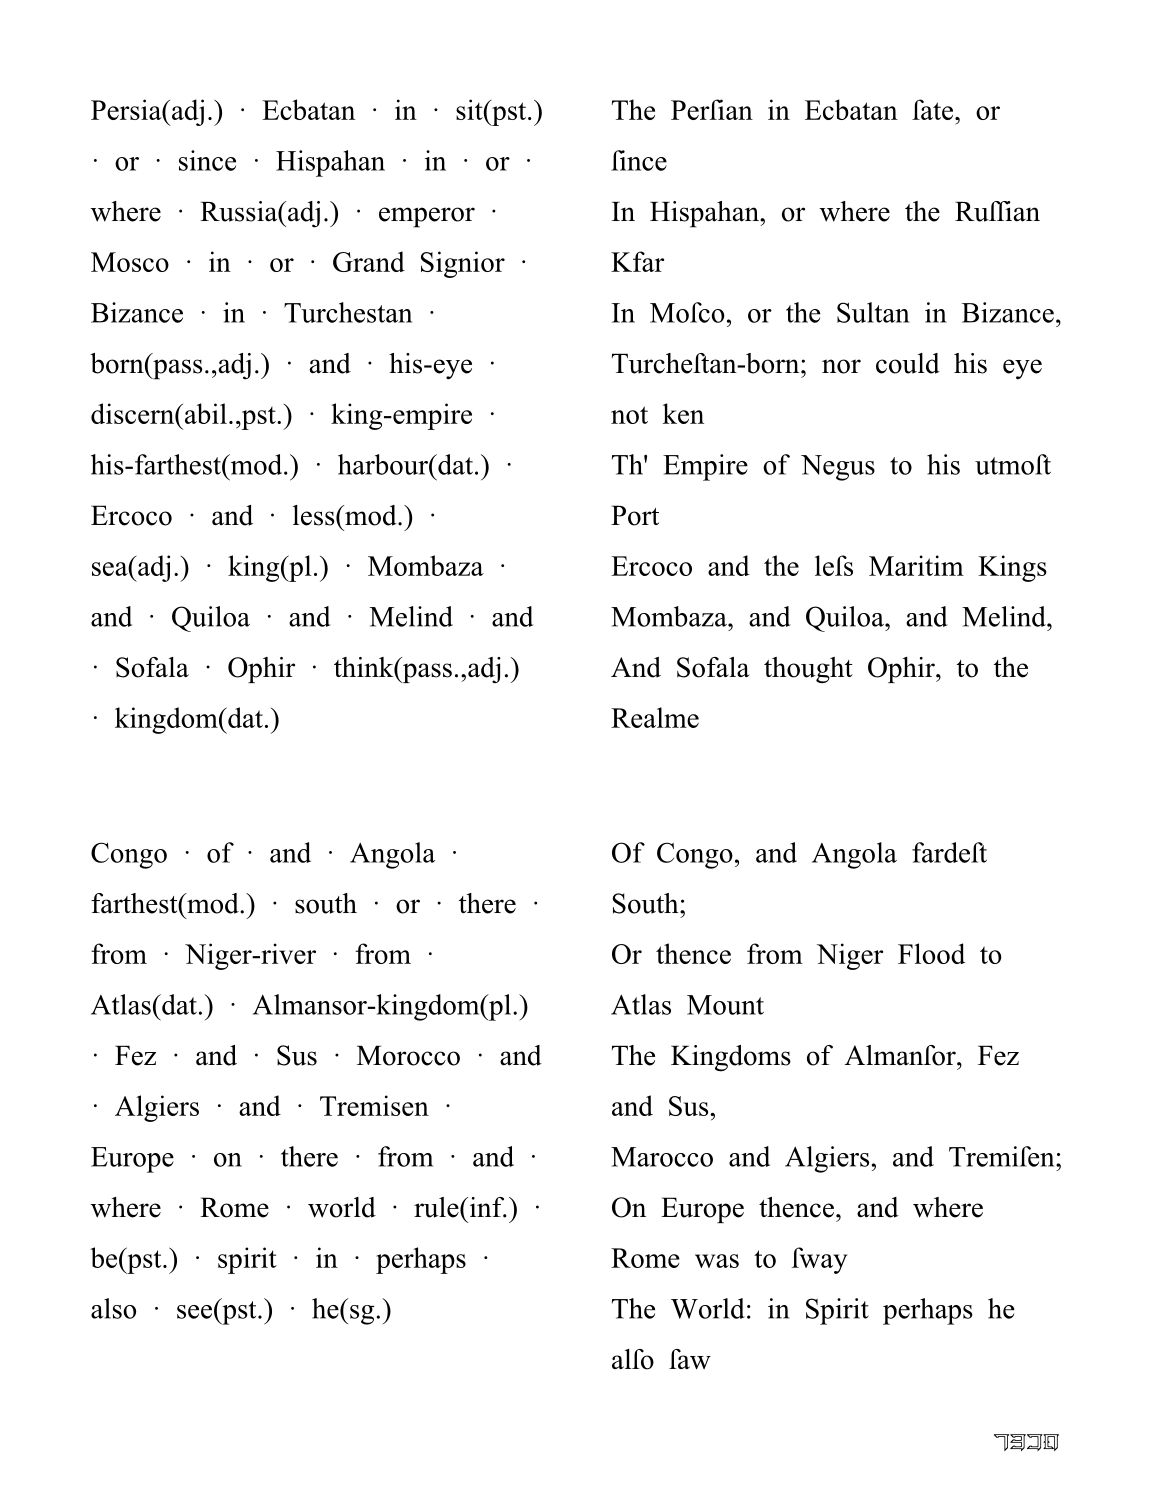 Persia(adj.) · Ecbatan · in · sit(pst.)
· or · since · Hispahan · in · or ·
where · Russia(adj.) · emperor ·
Mosco · in · or · Grand Signior ·
Bizance · in · Turchestan ·
born(pass.,adj.) · and · his-eye ·
discern(abil.,pst.) · king-empire ·
his-farthest(mod.) · harbour(dat.) ·
Ercoco · and · less(mod.) ·
sea(adj.) · king(pl.) · Mombaza ·
and · Quiloa · and · Melind · and
· Sofala · Ophir · think(pass.,adj.)
· kingdom(dat.)
The Perſian in Ecbatan ſate, or
ſince
In Hispahan, or where the Ruſſian
Kfar
In Moſco, or the Sultan in Bizance,
Turcheſtan-born; nor could his eye
not ken
Th' Empire of Negus to his utmoſt
Port
Ercoco and the leſs Maritim Kings
Mombaza, and Quiloa, and Melind,
And Sofala thought Ophir, to the
Realme
Congo · of · and · Angola ·
farthest(mod.) · south · or · there ·
from · Niger-river · from ·
Atlas(dat.) · Almansor-kingdom(pl.)
· Fez · and · Sus · Morocco · and
· Algiers · and · Tremisen ·
Europe · on · there · from · and ·
where · Rome · world · rule(inf.) ·
be(pst.) · spirit · in · perhaps ·
also · see(pst.) · he(sg.)
Of Congo, and Angola fardeſt
South;
Or thence from Niger Flood to
Atlas Mount
The Kingdoms of Almanſor, Fez
and Sus,
Marocco and Algiers, and Tremiſen;
On Europe thence, and where
Rome was to ſway
The World: in Spirit perhaps he
alſo ſaw